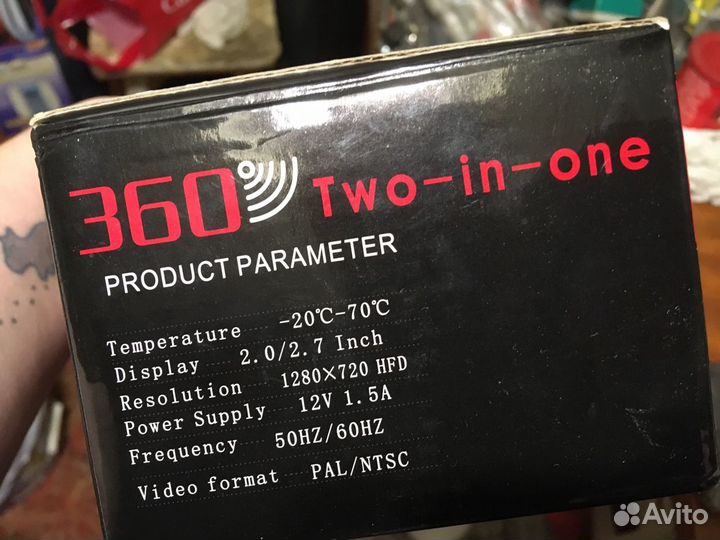 360° Two-in-one
PRODUCT PARAMETER
Temperature -20℃-70℃
Display 2.0/2.7 Inch
Resolution 1280×720 HFD
Power Supply 12V 1.5A
Frequency 50HZ/60HZ
Video format PAL/NTSC
Avito